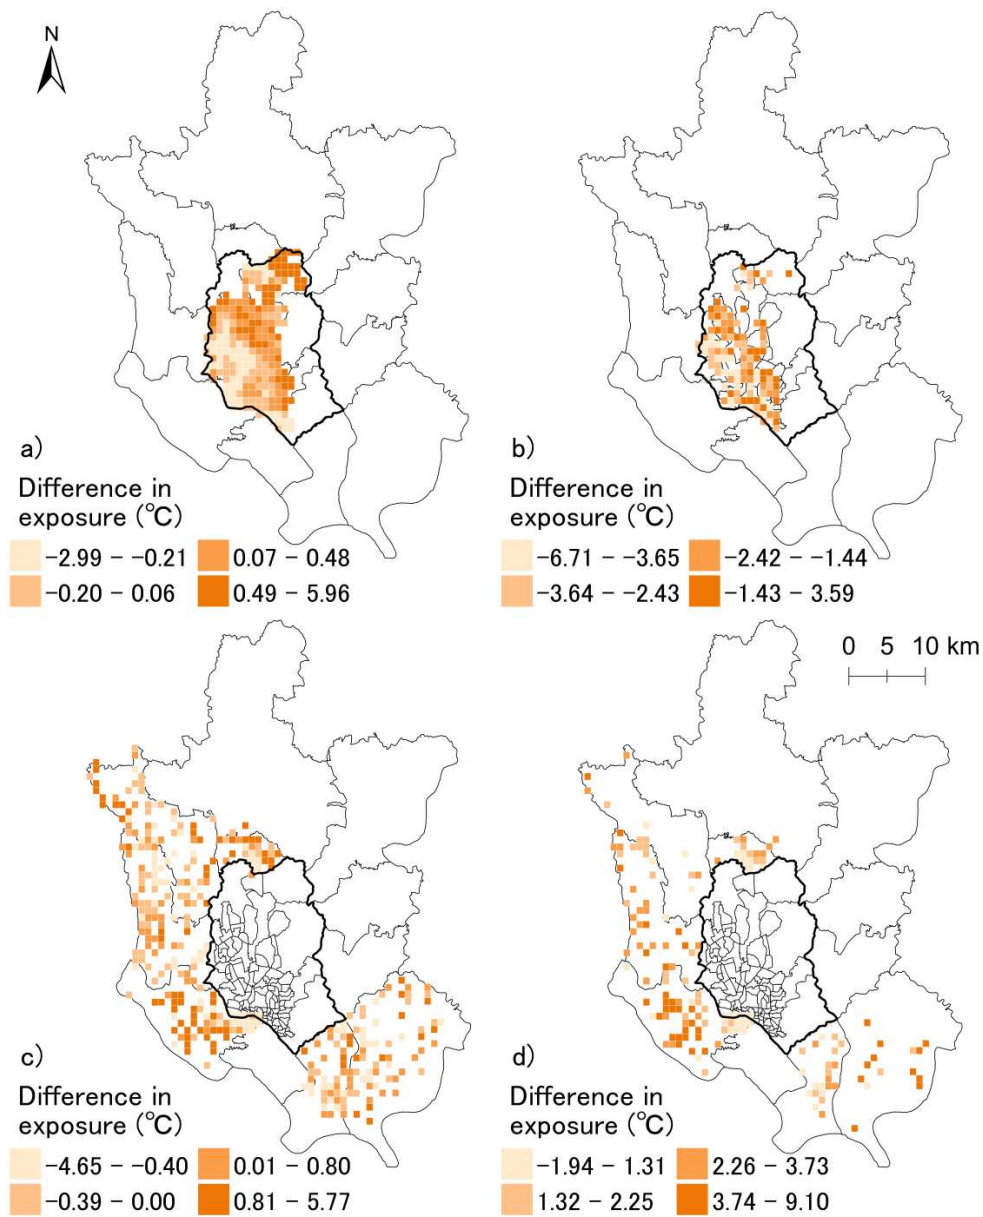 N
a)
Difference in
exposure (℃)
−2.99 – −0.21
0.07 – 0.48
−0.20 – 0.06
0.49 – 5.96
b)
Difference in
exposure (℃)
−6.71 – −3.65
−2.42 – −1.44
−3.64 – −2.43
−1.43 – 3.59
0 5 10 km
c)
Difference in
exposure (℃)
−4.65 – −0.40
0.01 – 0.80
−0.39 – 0.00
0.81 – 5.77
d)
Difference in
exposure (℃)
−1.94 – 1.31
2.26 – 3.73
1.32 – 2.25
3.74 – 9.10